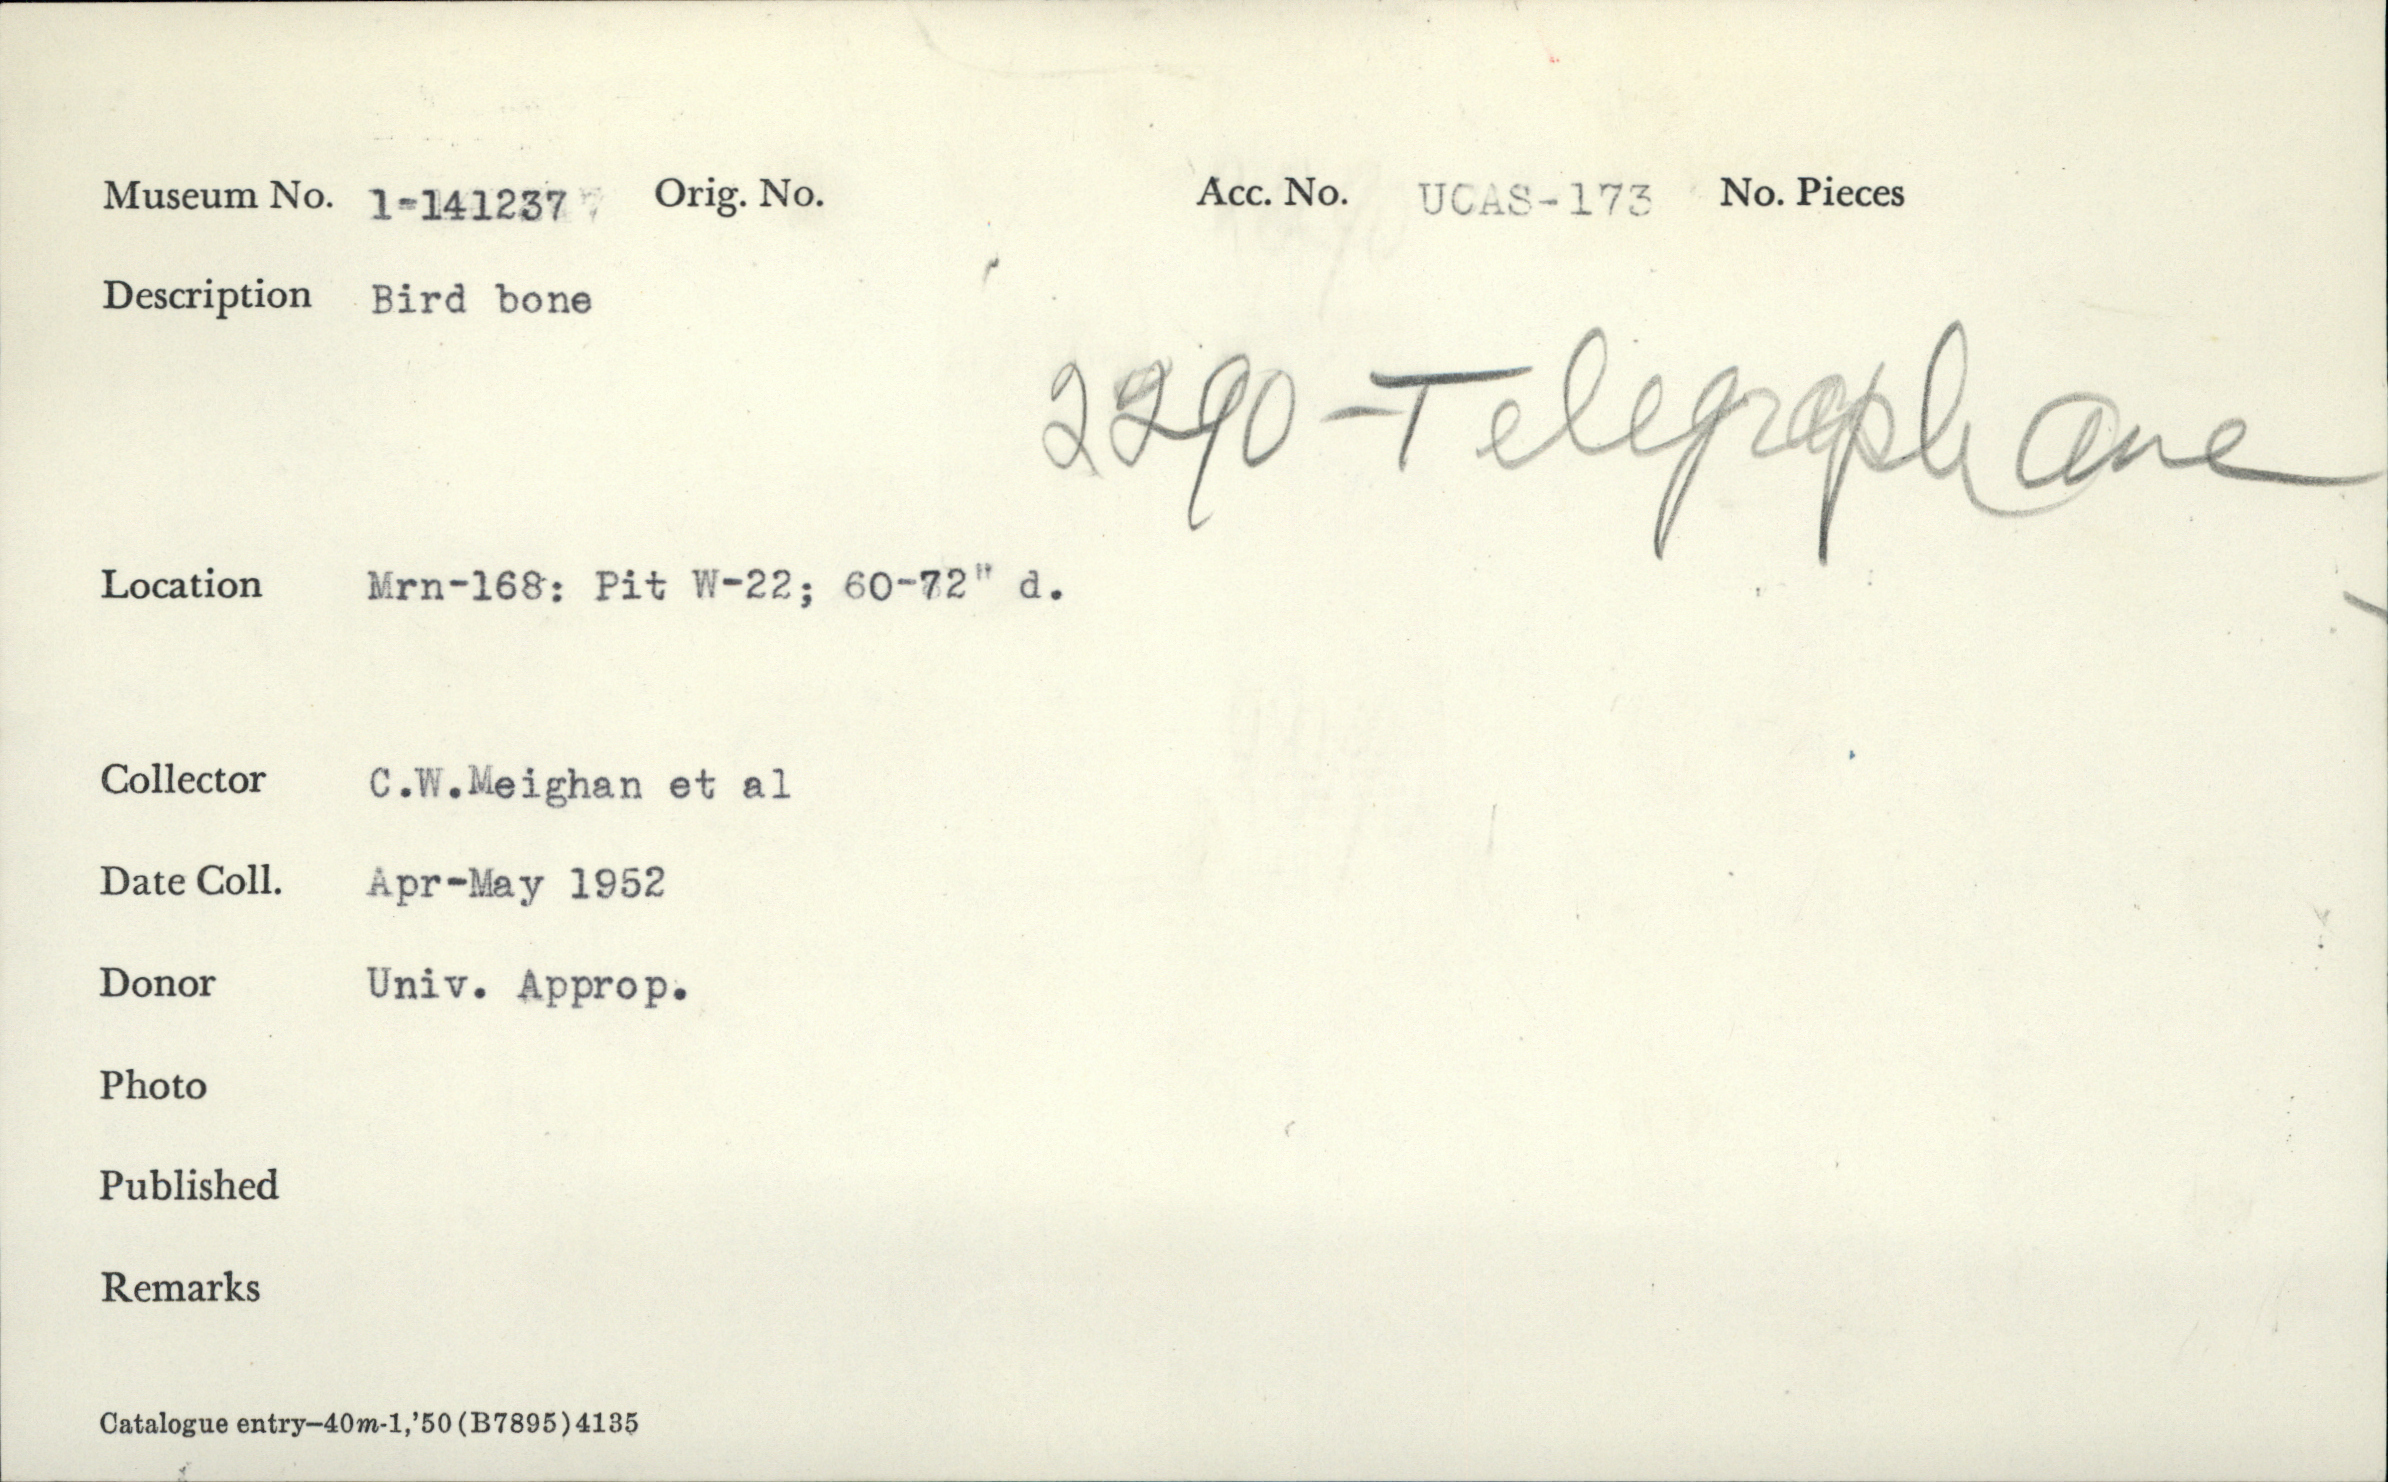 Museum No. 1-141237 Orig. No. Acc. No. UCAS-173 No. Pieces
Description Bird bone
2290-Telegraph Ave
Location Mrn-168: Pit W-22; 60-72" d.
Collector C.W.Meighan et al
Date Coll. Apr-May 1952
Donor Univ. Approp.
Photo
Published
Remarks
Catalogue entry—40m-1,'50(B7895)4135